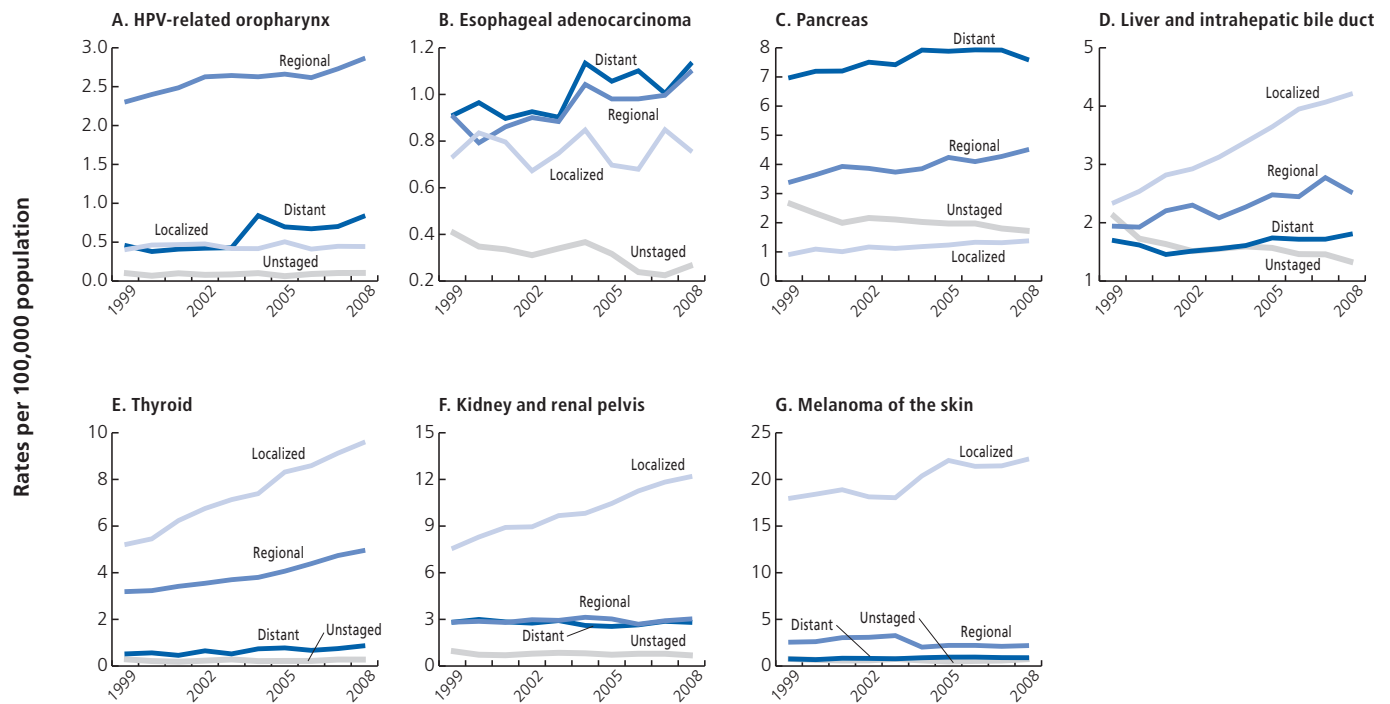 Rates per 100,000 population
A. HPV-related oropharynx
3.0
2.5
2.0
1.5
1.0
0.5
0.0
Regional
Distant
Localized
Unstaged
1999
2002
2005
2008
B. Esophageal adenocarcinoma
1.2
1.0
0.8
0.6
0.4
0.2
Distant
Regional
Localized
Unstaged
1999
2002
2005
2008
C. Pancreas
8
7
6
5
4
3
2
1
0
Distant
Regional
Unstaged
Localized
1999
2002
2005
2008
D. Liver and intrahepatic bile duct
5
4
3
2
1
Localized
Regional
Distant
Unstaged
1999
2002
2005
2008
E. Thyroid
10
8
6
4
2
0
Localized
Regional
Distant
Unstaged
1999
2002
2005
2008
F. Kidney and renal pelvis
15
12
9
6
3
0
Localized
Regional
Distant
Unstaged
1999
2002
2005
2008
G. Melanoma of the skin
25
20
15
10
5
0
Localized
Unstaged
Distant
Regional
1999
2002
2005
2008